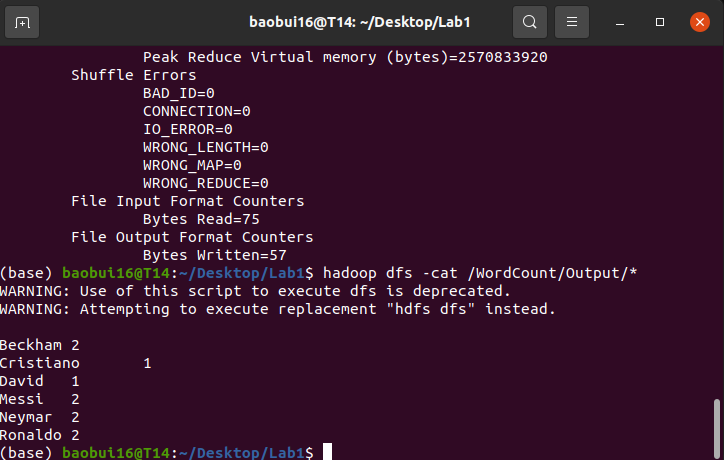 baobui16@T14: ~/Desktop/Lab1
Peak Reduce Virtual memory (bytes)=2570833920
Shuffle Errors
BAD_ID=0
CONNECTION=0
IO_ERROR=0
WRONG_LENGTH=0
WRONG_MAP=0
WRONG_REDUCE=0
File Input Format Counters
Bytes Read=75
File Output Format Counters
Bytes Written=57
(base) baobui16@T14:~/Desktop/Lab1$ hadoop dfs -cat /WordCount/Output/*
WARNING: Use of this script to execute dfs is deprecated.
WARNING: Attempting to execute replacement "hdfs dfs" instead.
Beckham 2
Cristiano 1
David 1
Messi 2
Neymar 2
Ronaldo 2
(base) baobui16@T14:~/Desktop/Lab1$